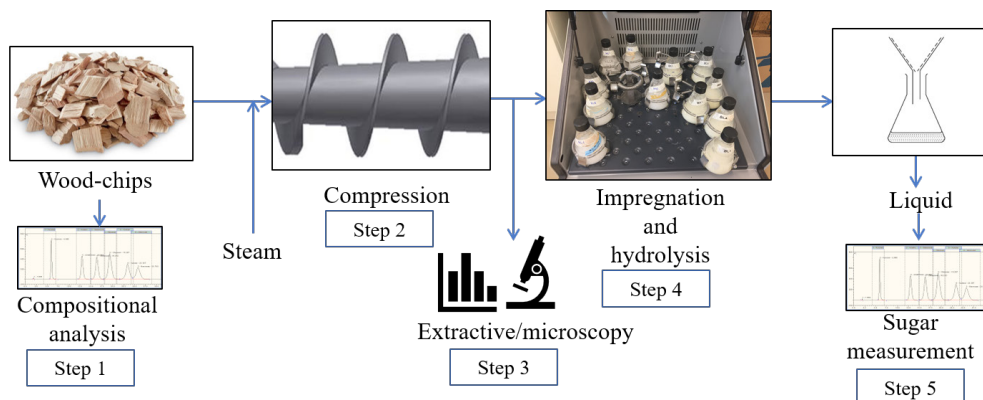 Wood-chips
Compositional
analysis
Step 1
Steam
Compression
Step 2
Extractive/microscopy
Step 3
Impregnation
and
hydrolysis
Step 4
Liquid
Sugar
measurement
Step 5